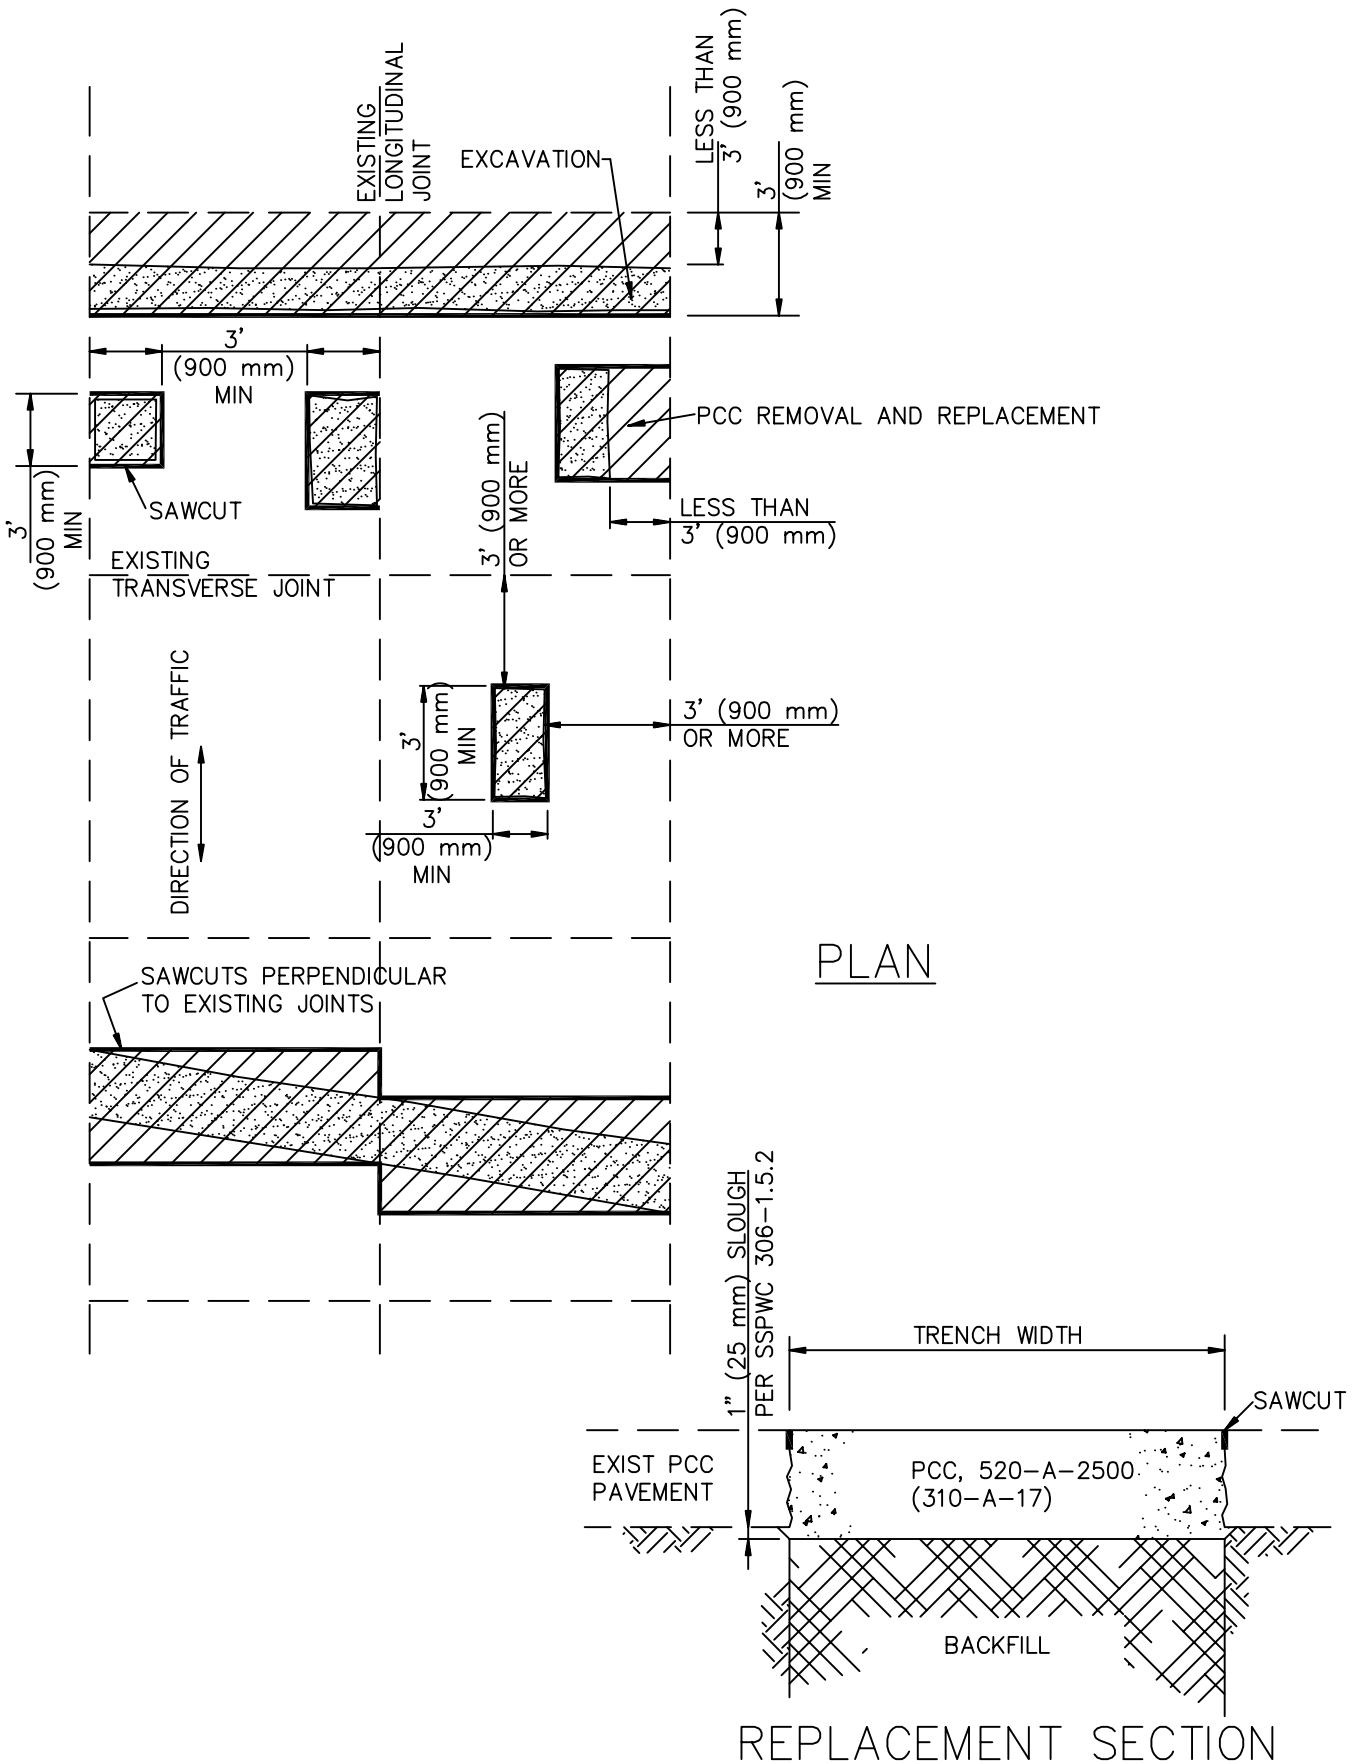 EXISTING
LONGITUDINAL
JOINT
LESS THAN
3' (900 mm)
3'
(900 mm)
MIN
EXCAVATION
3'
(900 mm)
MIN
3'
(900 mm)
MIN
SAWCUT
PCC REMOVAL AND REPLACEMENT
3' (900 mm)
OR MORE
LESS THAN
3' (900 mm)
EXISTING
TRANSVERSE JOINT
DIRECTION OF TRAFFIC
3'
(900 mm)
MIN
3' (900 mm)
OR MORE
3'
(900 mm)
MIN
PLAN
SAWCUTS PERPENDICULAR
TO EXISTING JOINTS
1" (25 mm) SLOUGH
PER SSPWC 306-1.5.2
TRENCH WIDTH
SAWCUT
EXIST PCC
PAVEMENT
PCC, 520-A-2500
(310-A-17)
BACKFILL
REPLACEMENT SECTION